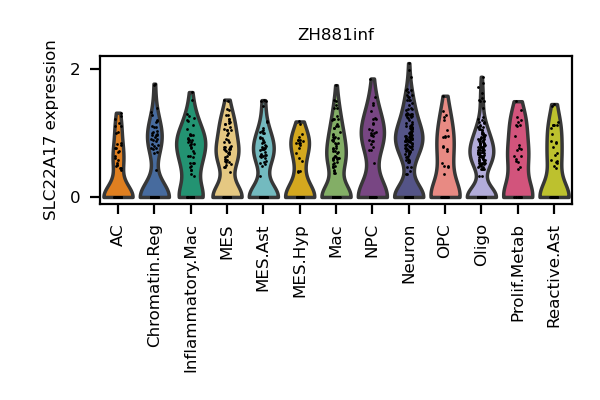 ZH881inf
SLC22A17 expression
2
0
AC
Chromatin.Reg
Inflammatory.Mac
MES
MES.Ast
MES.Hyp
Mac
NPC
Neuron
OPC
Oligo
Prolif.Metab
Reactive.Ast